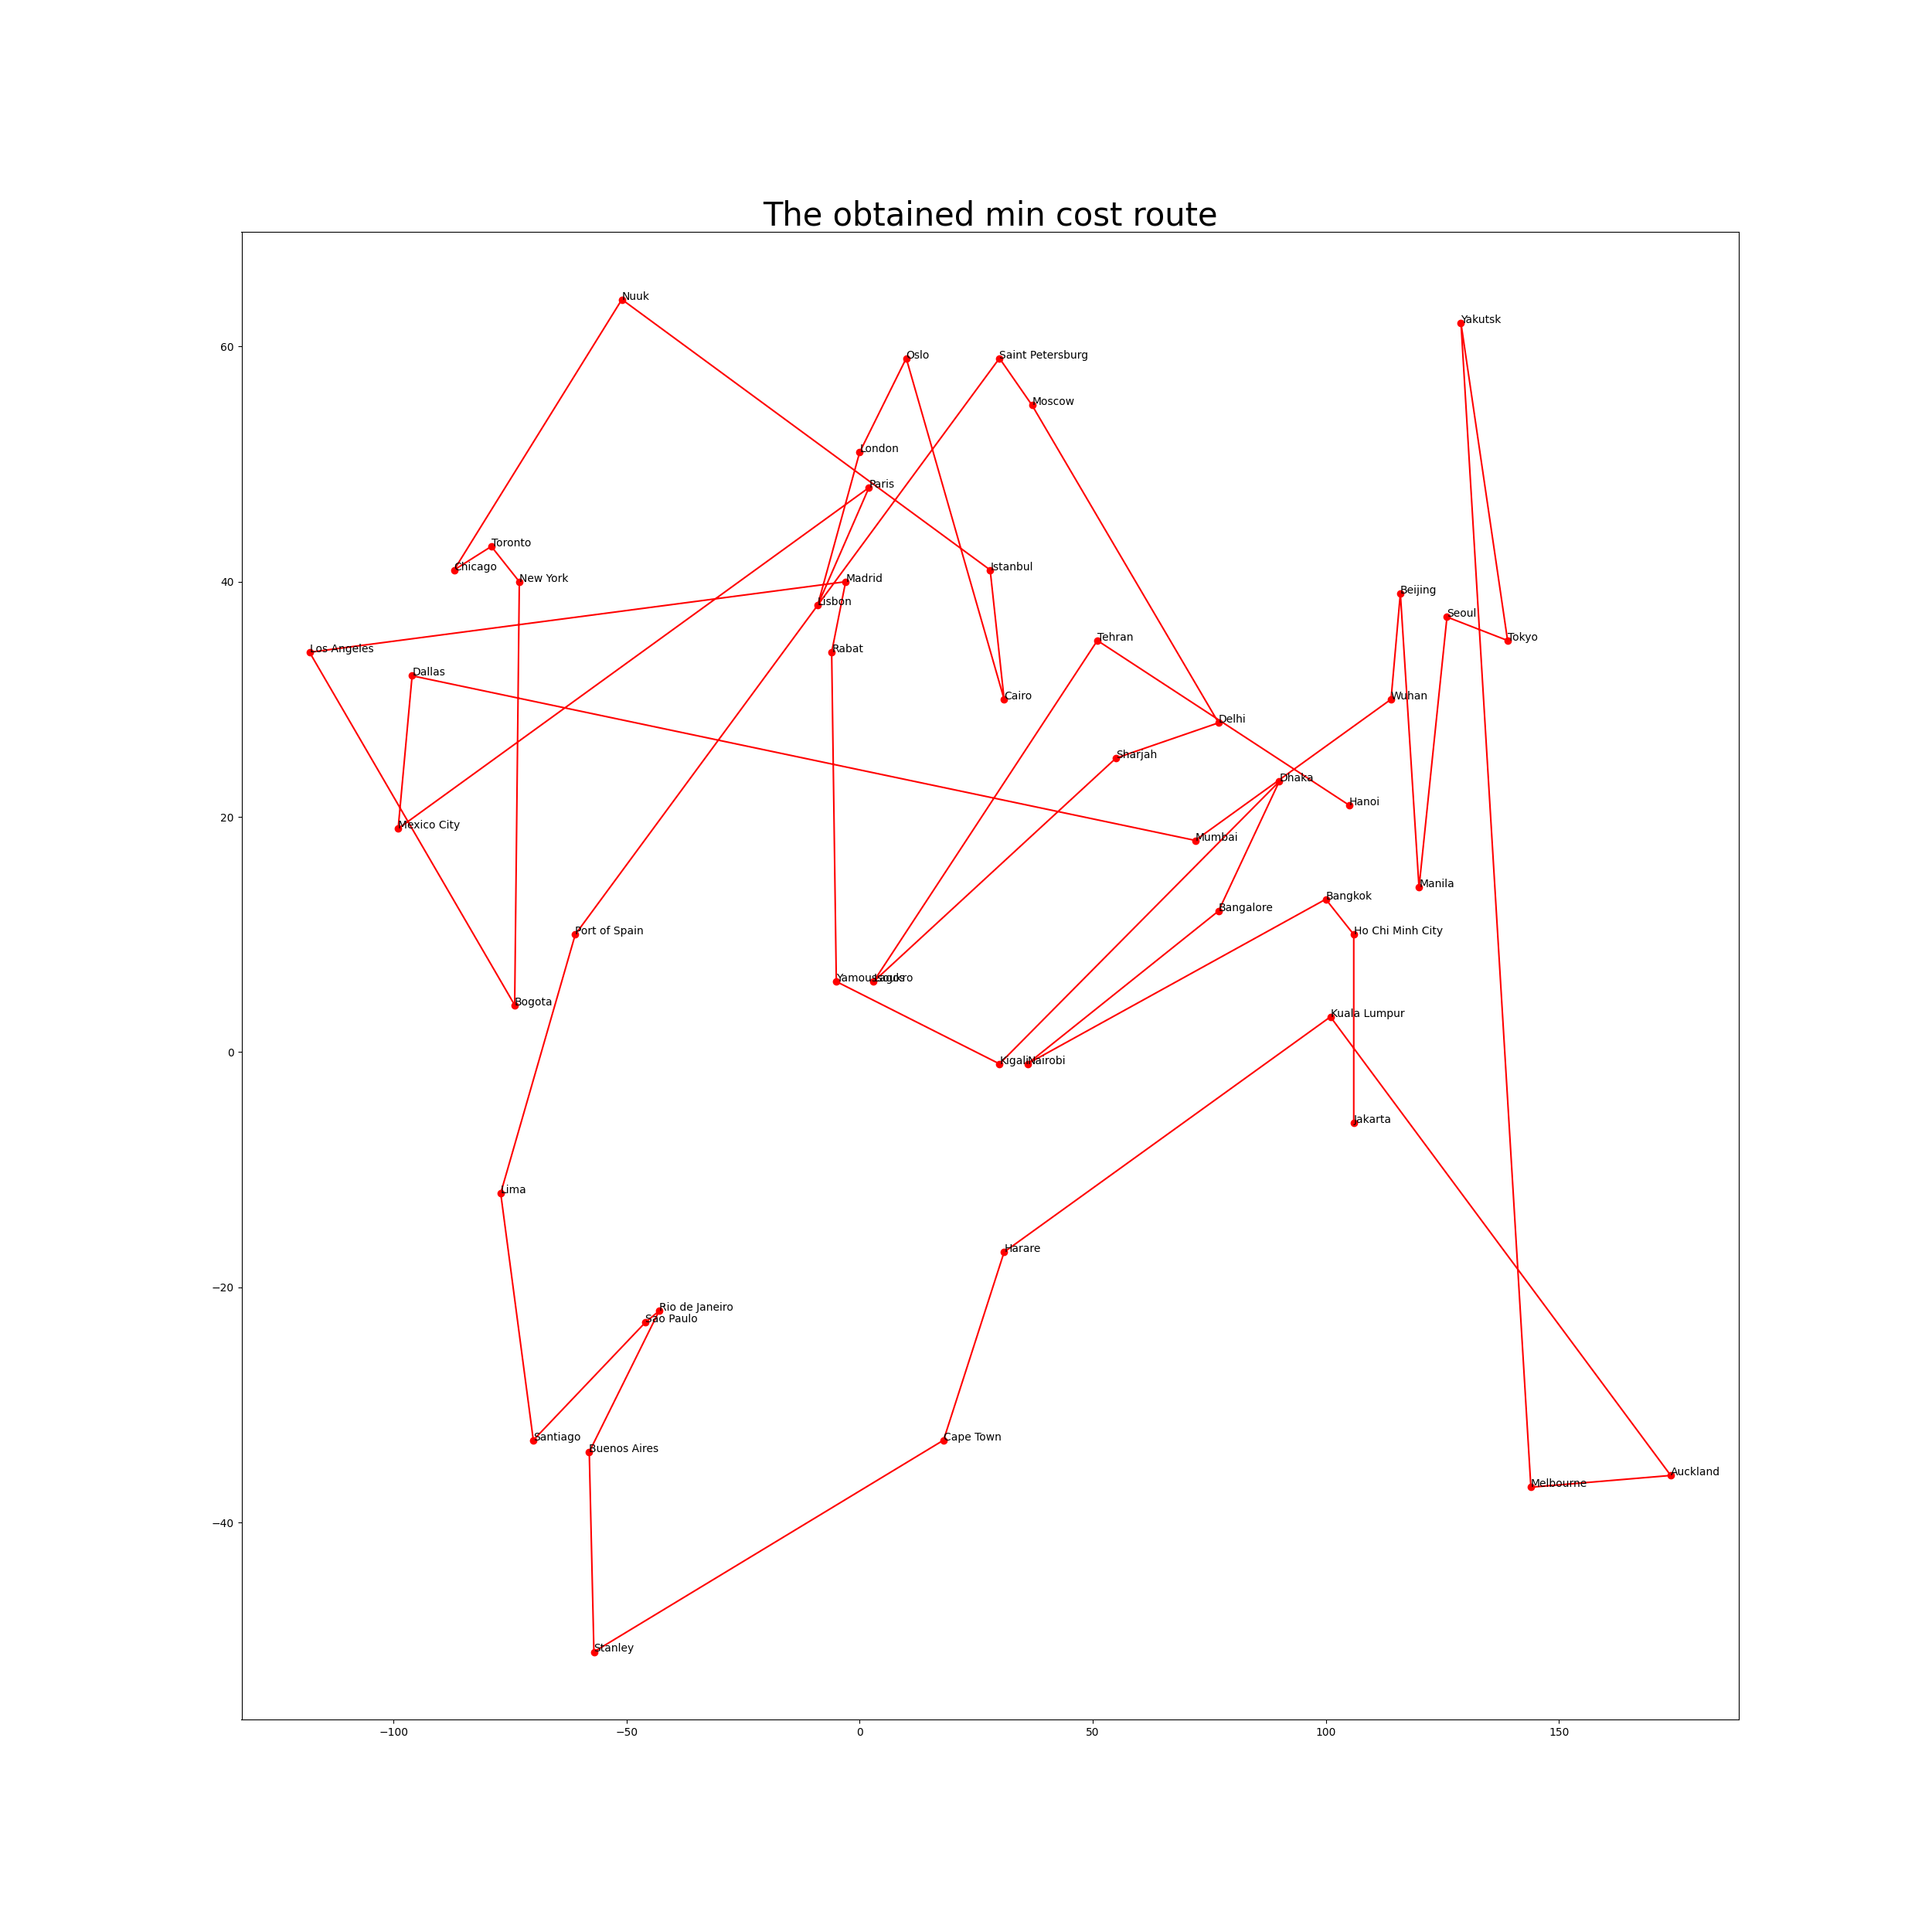 The obtained min cost route
Nuuk
Yakutsk
60
Oslo
Saint Petersburg
Moscow
London
Paris
Toronto
Chicago
New York
Istanbul
40
Madrid
Beijing
Lisbon
Seoul
Tehran
Tokyo
Los Angeles
Rabat
Dallas
Cairo
Wuhan
Delhi
Sharjah
Dhaka
Hanoi
20
Mexico City
Mumbai
Manila
Bangkok
Bangalore
Port of Spain
Ho Chi Minh City
Yamoussoukro
Lagos
Bogota
Kuala Lumpur
0
Kigali
Nairobi
Jakarta
Lima
Harare
−20
Rio de Janeiro
São Paulo
Santiago
Cape Town
Buenos Aires
Auckland
Melbourne
−40
Stanley
−100
−50
0
50
100
150